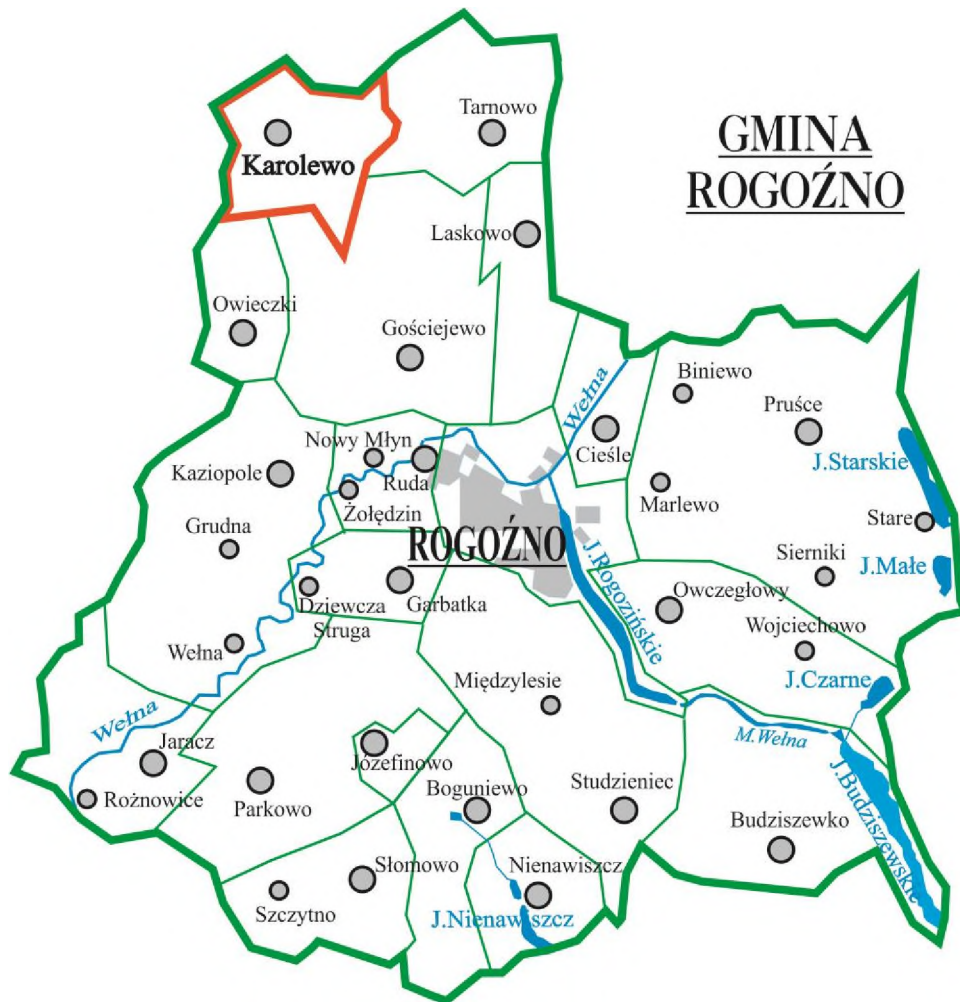 Tarnowo
GMINA
ROGOŹNO
Karolewo
Laskowo
Owieczki
Gościejewo
Wełna
Biniewo
Pruśce
Nowy Młyn
Cieśle
J.Starskie
Kaziopole
Ruda
Marlewo
Żołędzin
Stare
Grudna
ROGOŹNO
Sierniki
J.Małe
J.Rogozińskie
Dziewcza
Struga
Garbatka
Owczegłowy
Wojciechowo
Wełna
Międzylesie
J.Czarne
Wełna
M.Wełna
Jaracz
Józefinowo
Rożnowice
Parkowo
Boguniewo
Studzieniec
J.Budziszewskie
Budziszewko
Słomowo
Nienawiszcz
Szczytno
J.Nienawiszcz